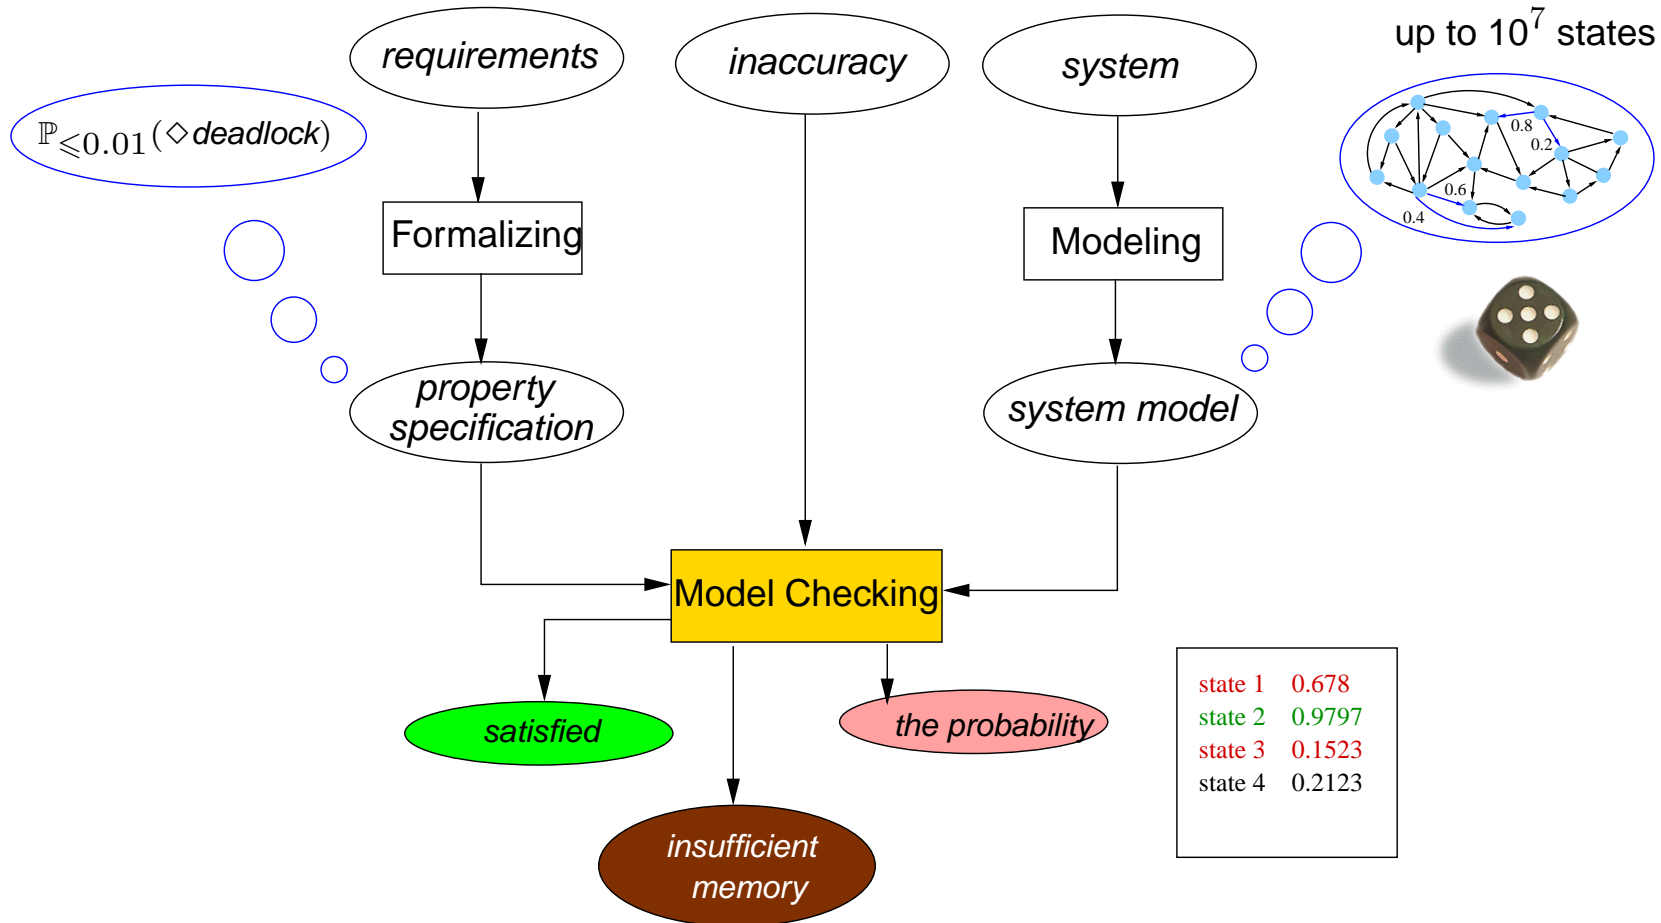 requirements
inaccuracy
system
up to 10⁷ states
ℙ⩽0.01(◇deadlock)
0.8
0.2
0.6
0.4
Formalizing
Modeling
property
specification
system model
Model Checking
satisfied
the probability
insufficient
memory
state 1 0.678
state 2 0.9797
state 3 0.1523
state 4 0.2123